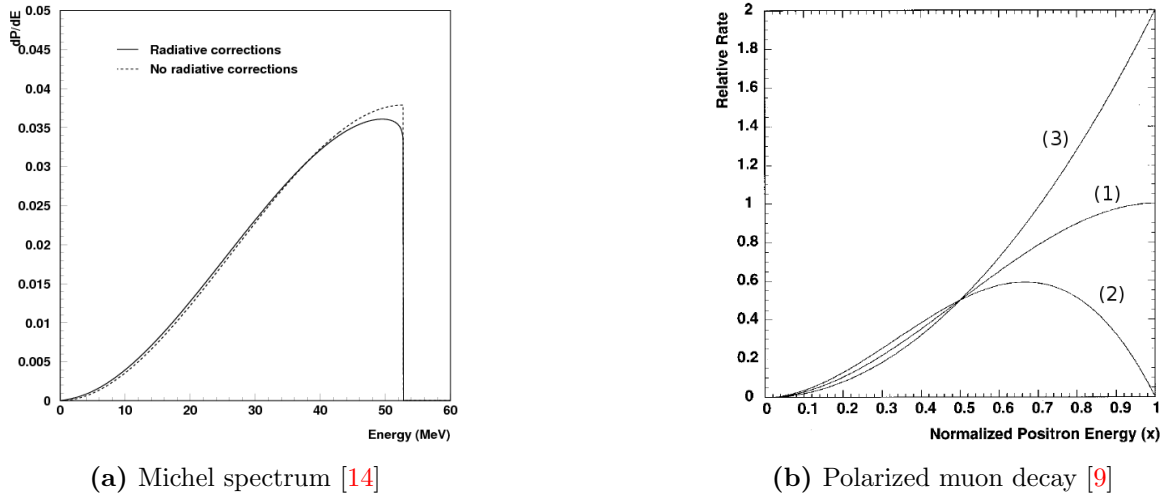 dP/dE
0.05
0.045
0.04
0.035
0.03
0.025
0.02
0.015
0.01
0.005
0
Radiative corrections
No radiative corrections
0 10 20 30 40 50 60
Energy (MeV)
(a) Michel spectrum [14]
Relative Rate
2
1.8
1.6
1.4
1.2
1
0.8
0.6
0.4
0.2
0
(3)
(1)
(2)
0 0.1 0.2 0.3 0.4 0.5 0.6 0.7 0.8 0.9 1
Normalized Positron Energy (x)
(b) Polarized muon decay [9]